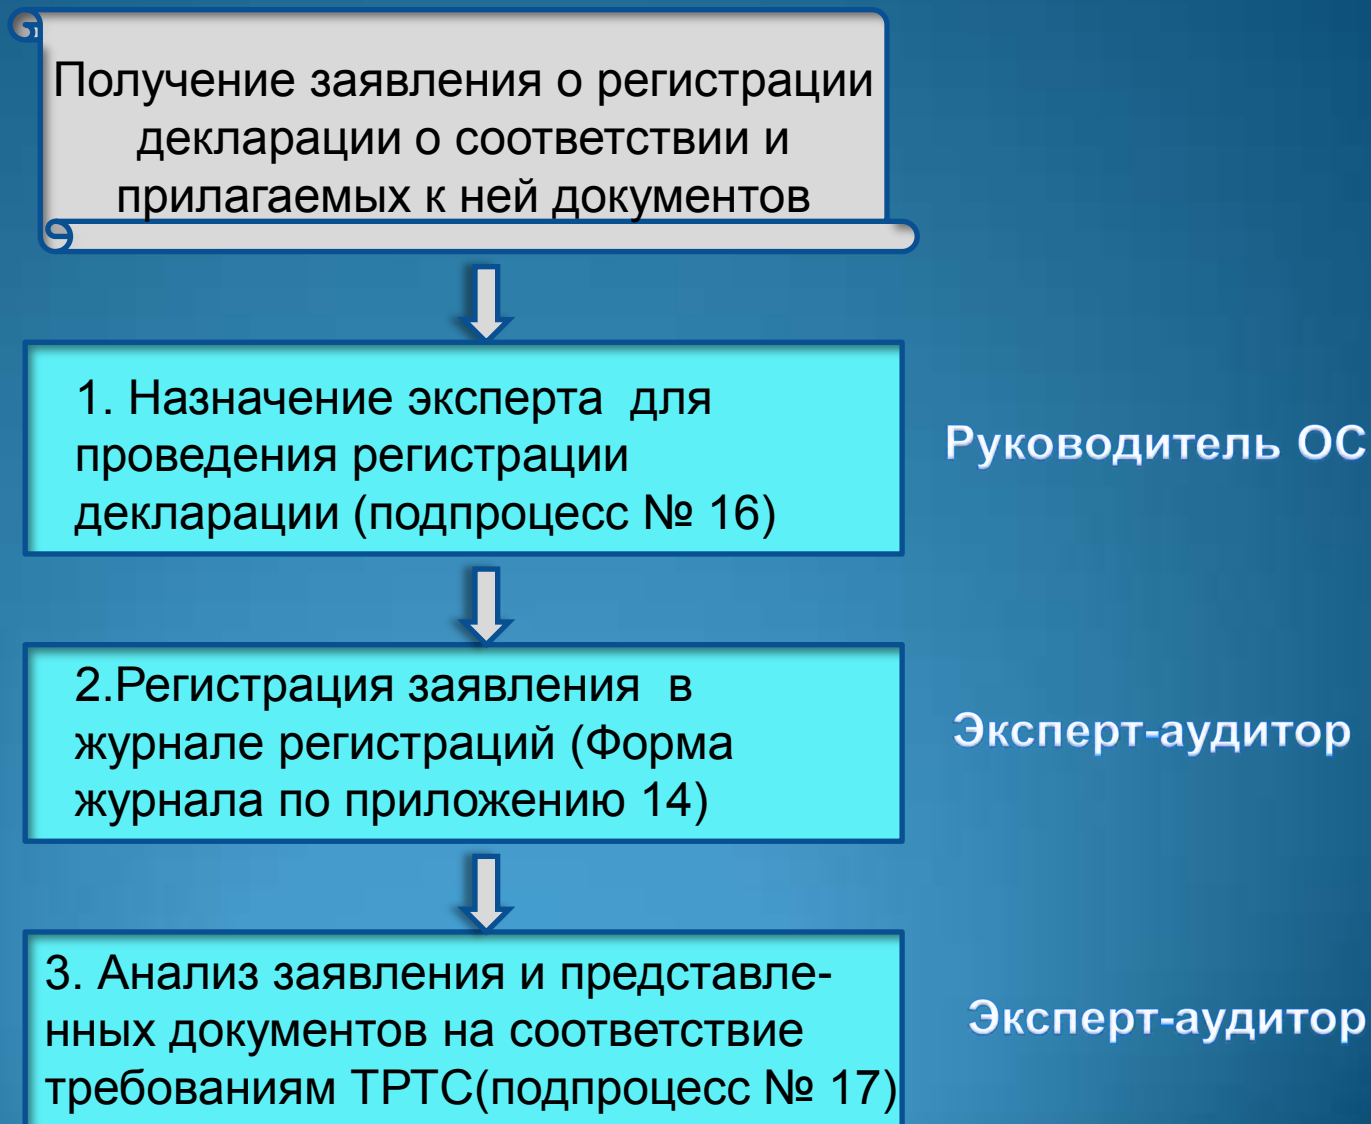 Получение заявления о регистрации
декларации о соответствии и
прилагаемых к ней документов
1. Назначение эксперта  для
проведения регистрации
декларации (подпроцесс № 16)
Руководитель ОС
2.Регистрация заявления  в
журнале регистраций (Форма
журнала по приложению 14)
Эксперт-аудитор
3. Анализ заявления и представле-
нных документов на соответствие
требованиям ТРТС(подпроцесс № 17)
Эксперт-аудитор